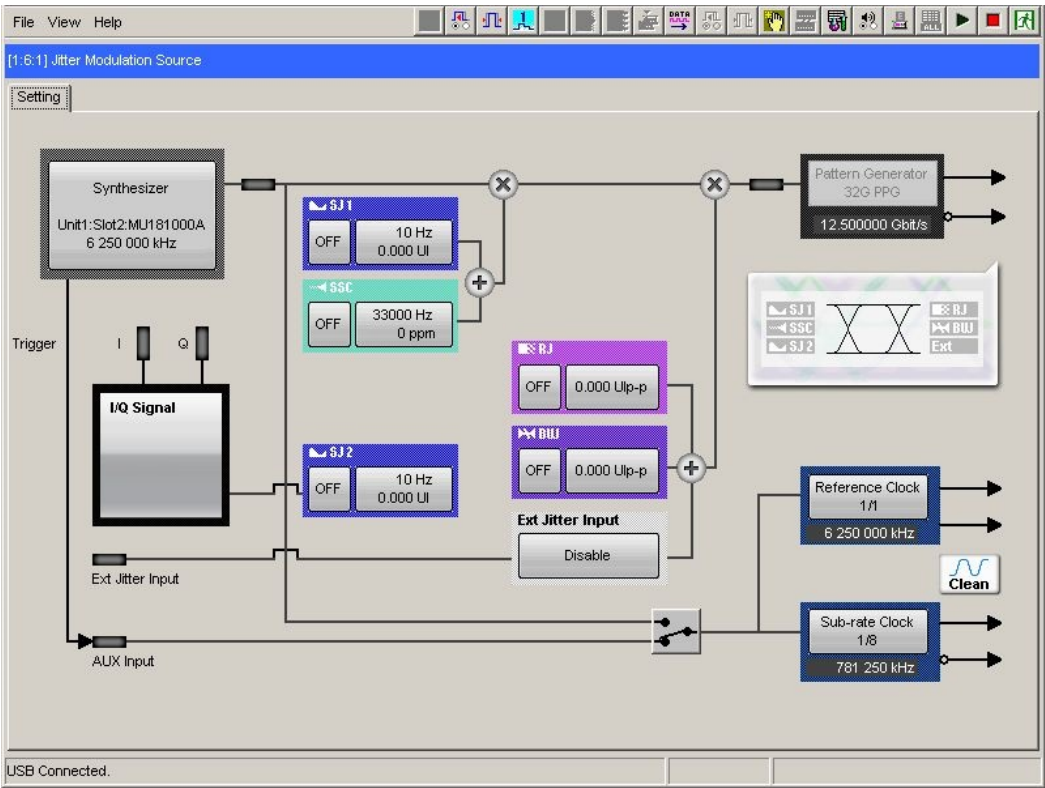 File View Help
DATA
ALL
[1:6:1] Jitter Modulation Source
Setting
Synthesizer
Unit1:Slot2:MU181000A
6 250 000 kHz
SJ1
OFF
10 Hz
0.000 UI
SSC
OFF
33000 Hz
0 ppm
Pattern Generator
32G PPG
12.500000 Gbit/s
SJ1
SSC
SJ2
RJ
BUJ
Ext
Trigger
I
Q
I/Q Signal
RJ
OFF
0.000 UIp-p
BUJ
OFF
0.000 UIp-p
SJ2
OFF
10 Hz
0.000 UI
Ext Jitter Input
Disable
Ext Jitter Input
AUX Input
Reference Clock
1/1
6 250 000 kHz
Clean
Sub-rate Clock
1/8
781 250 kHz
USB Connected.